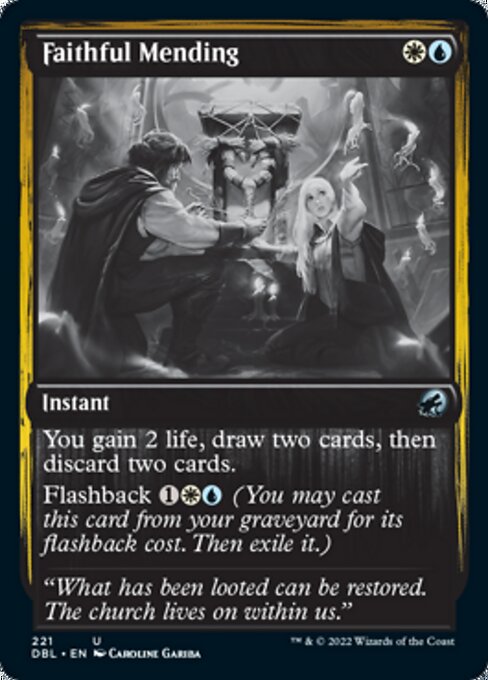 Faithful Mending
Instant
You gain 2 life, draw two cards, then
discard two cards.
Flashback 1 (You may cast
this card from your graveyard for its
flashback cost. Then exile it.)
“What has been looted can be restored.
The church lives on within us.”
221 U
DBL • EN Caroline Gariba
™ & © 2022 Wizards of the Coast